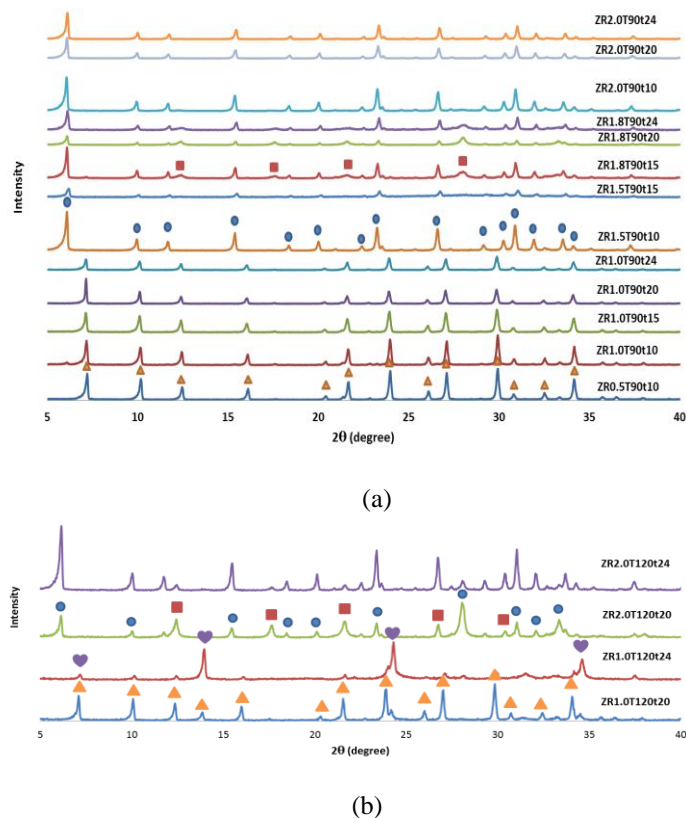 ZR2.0T90t24
ZR2.0T90t20
ZR2.0T90t10
ZR1.8T90t24
ZR1.8T90t20
ZR1.8T90t15
ZR1.5T90t15
ZR1.5T90t10
ZR1.0T90t24
ZR1.0T90t20
ZR1.0T90t15
ZR1.0T90t10
ZR0.5T90t10
Intensity
5 10 15 20 25 30 35 40
2θ (degree)
(a)
ZR2.0T120t24
ZR2.0T120t20
ZR1.0T120t24
ZR1.0T120t20
Intensity
5 10 15 20 25 30 35 40
2θ (degree)
(b)